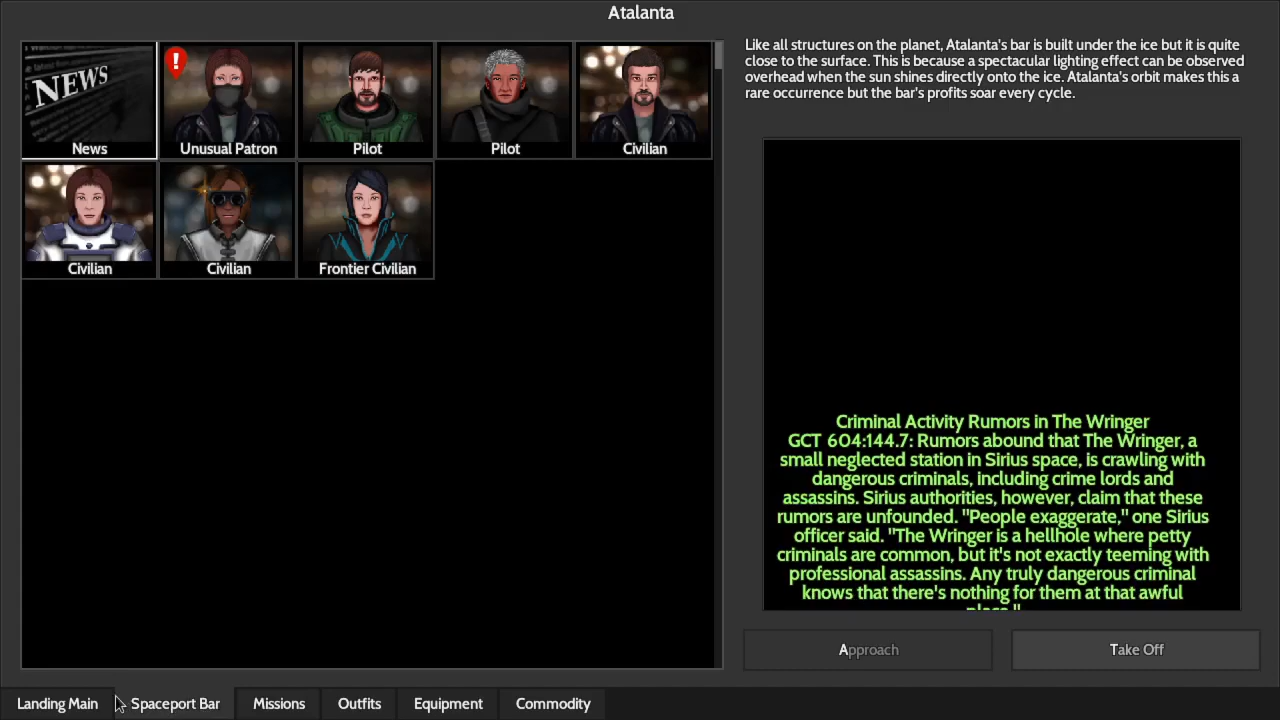 Atalanta
NEWS
News
!
Unusual Patron
Pilot
Pilot
Civilian
Civilian
Civilian
Frontier Civilian
Like all structures on the planet, Atalanta's bar is built under the ice but it is quite
close to the surface. This is because a spectacular lighting effect can be observed
overhead when the sun shines directly onto the ice. Atalanta's orbit makes this a
rare occurrence but the bar's profits soar every cycle.
Criminal Activity Rumors in The Wringer
GCT 604:144.7: Rumors abound that The Wringer, a
small neglected station in Sirius space, is crawling with
dangerous criminals, including crime lords and
assassins. Sirius authorities, however, claim that these
rumors are unfounded. "People exaggerate," one Sirius
officer said. "The Wringer is a hellhole where petty
criminals are common, but it's not exactly teeming with
professional assassins. Any truly dangerous criminal
knows that there's nothing for them at that awful
place."
Approach
Take Off
Landing Main
Spaceport Bar
Missions
Outfits
Equipment
Commodity